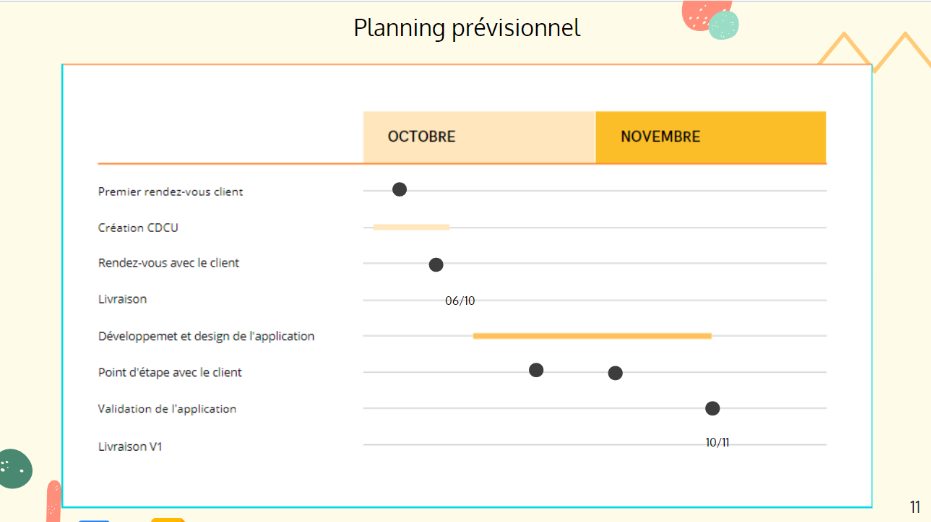 Planning prévisionnel
OCTOBRE
NOVEMBRE
Premier rendez-vous client
Création CDCU
Rendez-vous avec le client
Livraison
06/10
Développemet et design de l'application
Point d'étape avec le client
Validation de l'application
Livraison V1
10/11
11